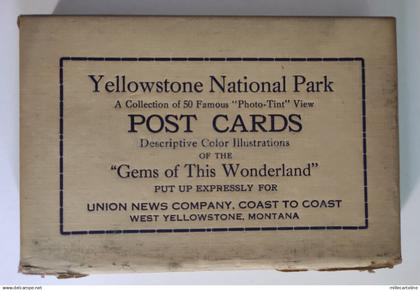 Yellowstone National Park
A Collection of 50 Famous "Photo-Tint" View
POST CARDS
Descriptive Color Illustrations
OF THE
"Gems of This Wonderland"
PUT UP EXPRESSLY FOR
UNION NEWS COMPANY, COAST TO COAST
WEST YELLOWSTONE, MONTANA